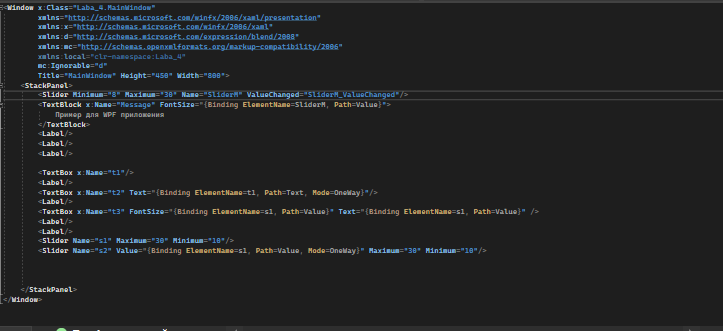 <Window x:Class="Laba_4.MainWindow"
xmlns="http://schemas.microsoft.com/winfx/2006/xaml/presentation"
xmlns:x="http://schemas.microsoft.com/winfx/2006/xaml"
xmlns:d="http://schemas.microsoft.com/expression/blend/2008"
xmlns:mc="http://schemas.openxmlformats.org/markup-compatibility/2006"
xmlns:local="clr-namespace:Laba_4"
mc:Ignorable="d"
Title="MainWindow" Height="450" Width="800">
<StackPanel>
<Slider Minimum="8" Maximum="30" Name="SliderM" ValueChanged="SliderM_ValueChanged"/>
<TextBlock x:Name="Message" FontSize="{Binding ElementName=SliderM, Path=Value}">
Пример для WPF приложения
</TextBlock>
<Label/>
<Label/>
<Label/>
<TextBox x:Name="t1"/>
<Label/>
<TextBox x:Name="t2" Text="{Binding ElementName=t1, Path=Text, Mode=OneWay}"/>
<Label/>
<TextBox x:Name="t3" FontSize="{Binding ElementName=s1, Path=Value}" Text="{Binding ElementName=s1, Path=Value}" />
<Label/>
<Label/>
<Slider Name="s1" Maximum="30" Minimum="10"/>
<Slider Name="s2" Value="{Binding ElementName=s1, Path=Value, Mode=OneWay}" Maximum="30" Minimum="10"/>
</StackPanel>
</Window>